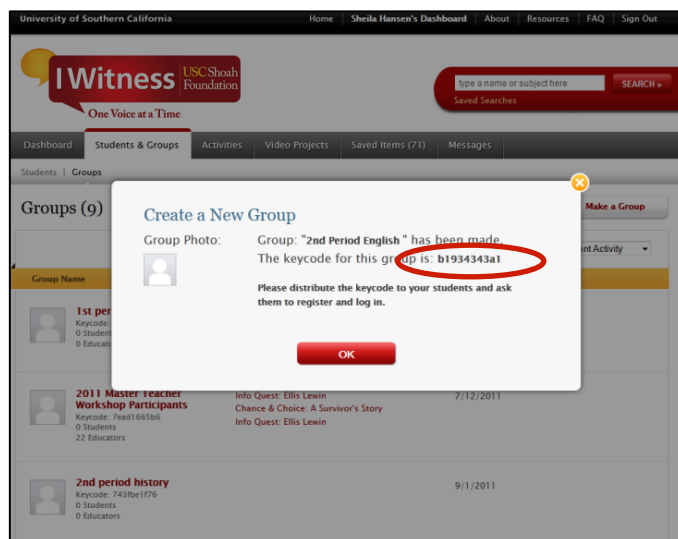 University of Southern California Home Sheila Hansen's Dashboard About Resources FAQ Sign Out
IWitness USC Shoah Foundation
One Voice at a Time
type a name or subject here SEARCH »
Saved Searches
Dashboard Students & Groups Activities Video Projects Saved Items (71) Messages
Students | Groups
Groups (9) Make a Group
Create a New Group
Group Photo: Group: "2nd Period English " has been made.
The keycode for this group is: b1934343a1
Please distribute the keycode to your students and ask
them to register and log in.
OK
nt Activity
Group Name
1st per
Keycode:
0 Student
0 Educato
2011 Master Teacher
Workshop Participants
Keycode: 7ead1665b6
0 Students
22 Educators
Info Quest: Ellis Lewin
Chance & Choice: A Survivor's Story
Info Quest: Ellis Lewin
7/12/2011
2nd period history
Keycode: 743fbe1f76
0 Students
0 Educators
9/1/2011